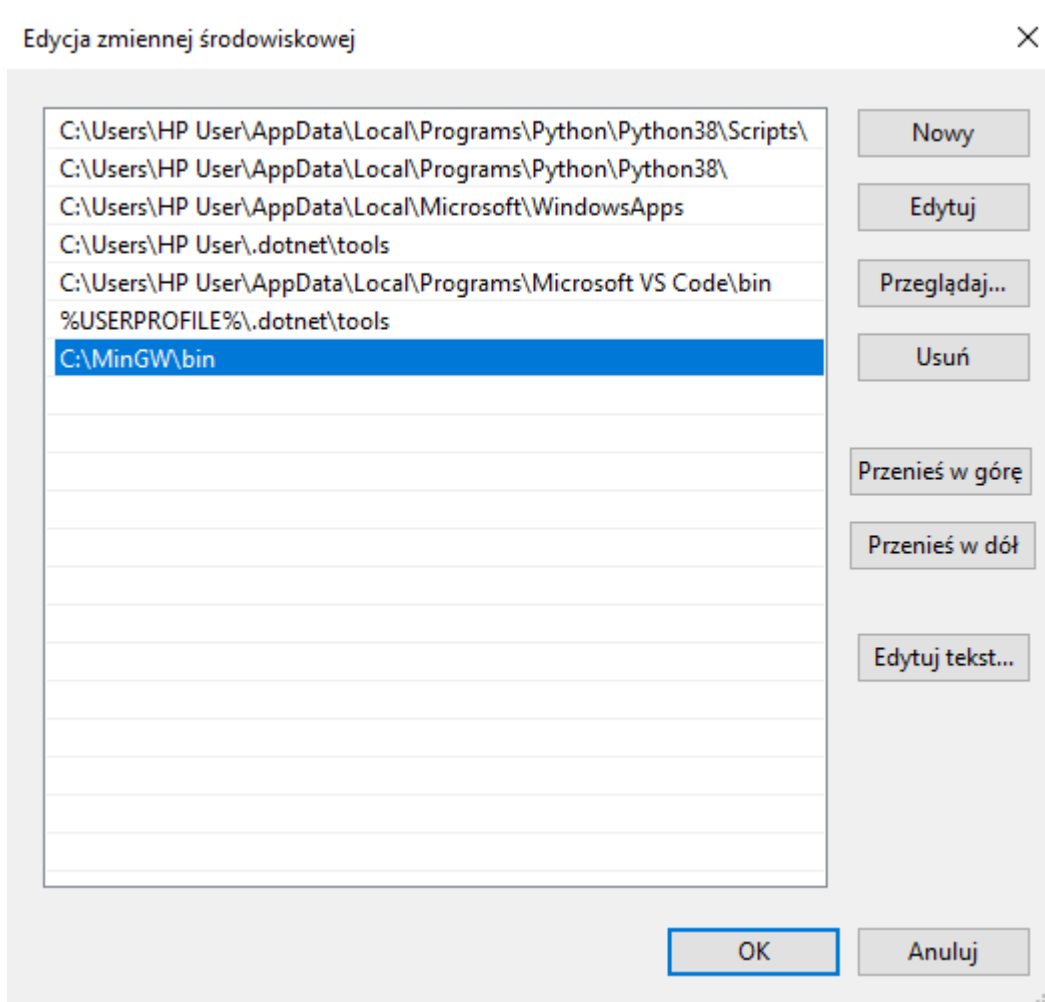 Edycja zmiennej środowiskowej
C:\Users\HP User\AppData\Local\Programs\Python\Python38\Scripts\
C:\Users\HP User\AppData\Local\Programs\Python\Python38\
C:\Users\HP User\AppData\Local\Microsoft\WindowsApps
C:\Users\HP User\.dotnet\tools
C:\Users\HP User\AppData\Local\Programs\Microsoft VS Code\bin
%USERPROFILE%\.dotnet\tools
C:\MinGW\bin
Nowy
Edytuj
Przeglądaj...
Usuń
Przenieś w górę
Przenieś w dół
Edytuj tekst...
OK
Anuluj